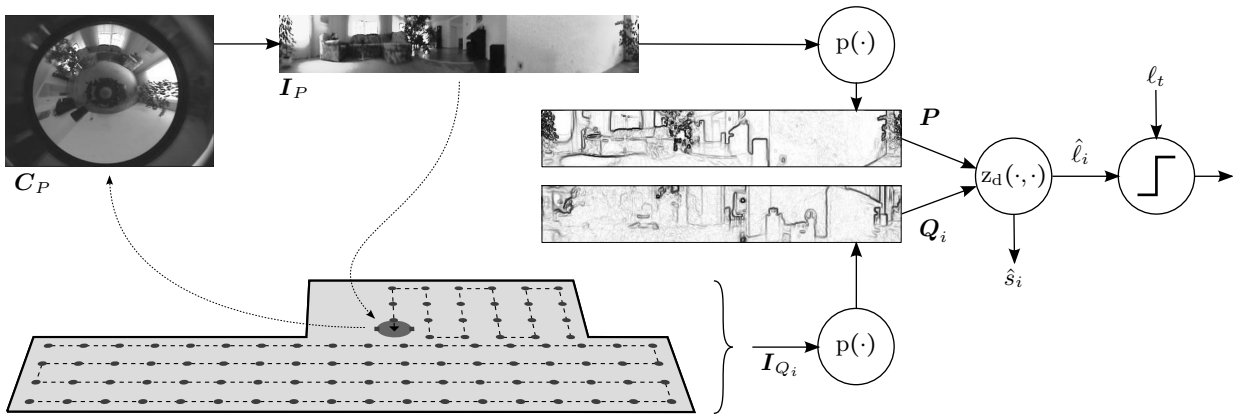 p(·)
I_P
ℓ_t
P
C_P
z_d(·,·)
ℓ̂_i
Q_i
ŝ_i
I_{Q_i}
p(·)